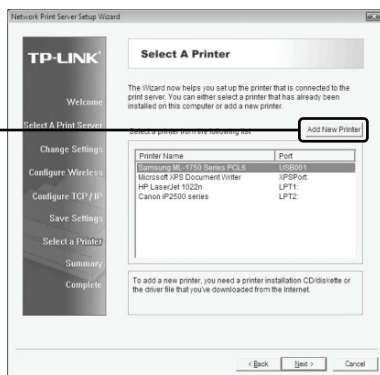 Network Print Server Setup Wizard
TP-LINK
Select A Printer
The Wizard now helps you set up the printer that is connected to the
print server. You can either select a printer that has already been
installed on this computer or add a new printer.
Select a printer from the following list
Add New Printer
Printer Name Port
Samsung ML-1750 Series PCL6 USB001
Microsoft XPS Document Writer XPSPort:
HP LaserJet 1022n LPT1:
Canon iP2500 series LPT2:
To add a new printer, you need a printer installation CD/diskette or
the driver file that you've downloaded from the Internet.
Welcome
Select A Print Server
Change Settings
Configure Wireless
Configure TCP / IP
Save Settings
Select a Printer
Summary
Complete
< Back
Next >
Cancel